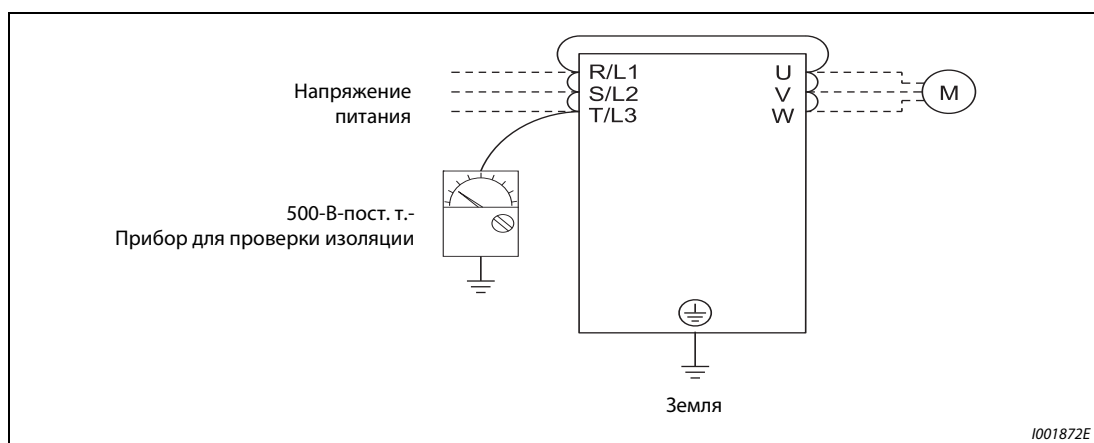 Напряжение
питания
R/L1
S/L2
T/L3
U
V
W
M
500-В-пост. т.-
Прибор для проверки изоляции
Земля
I001872E